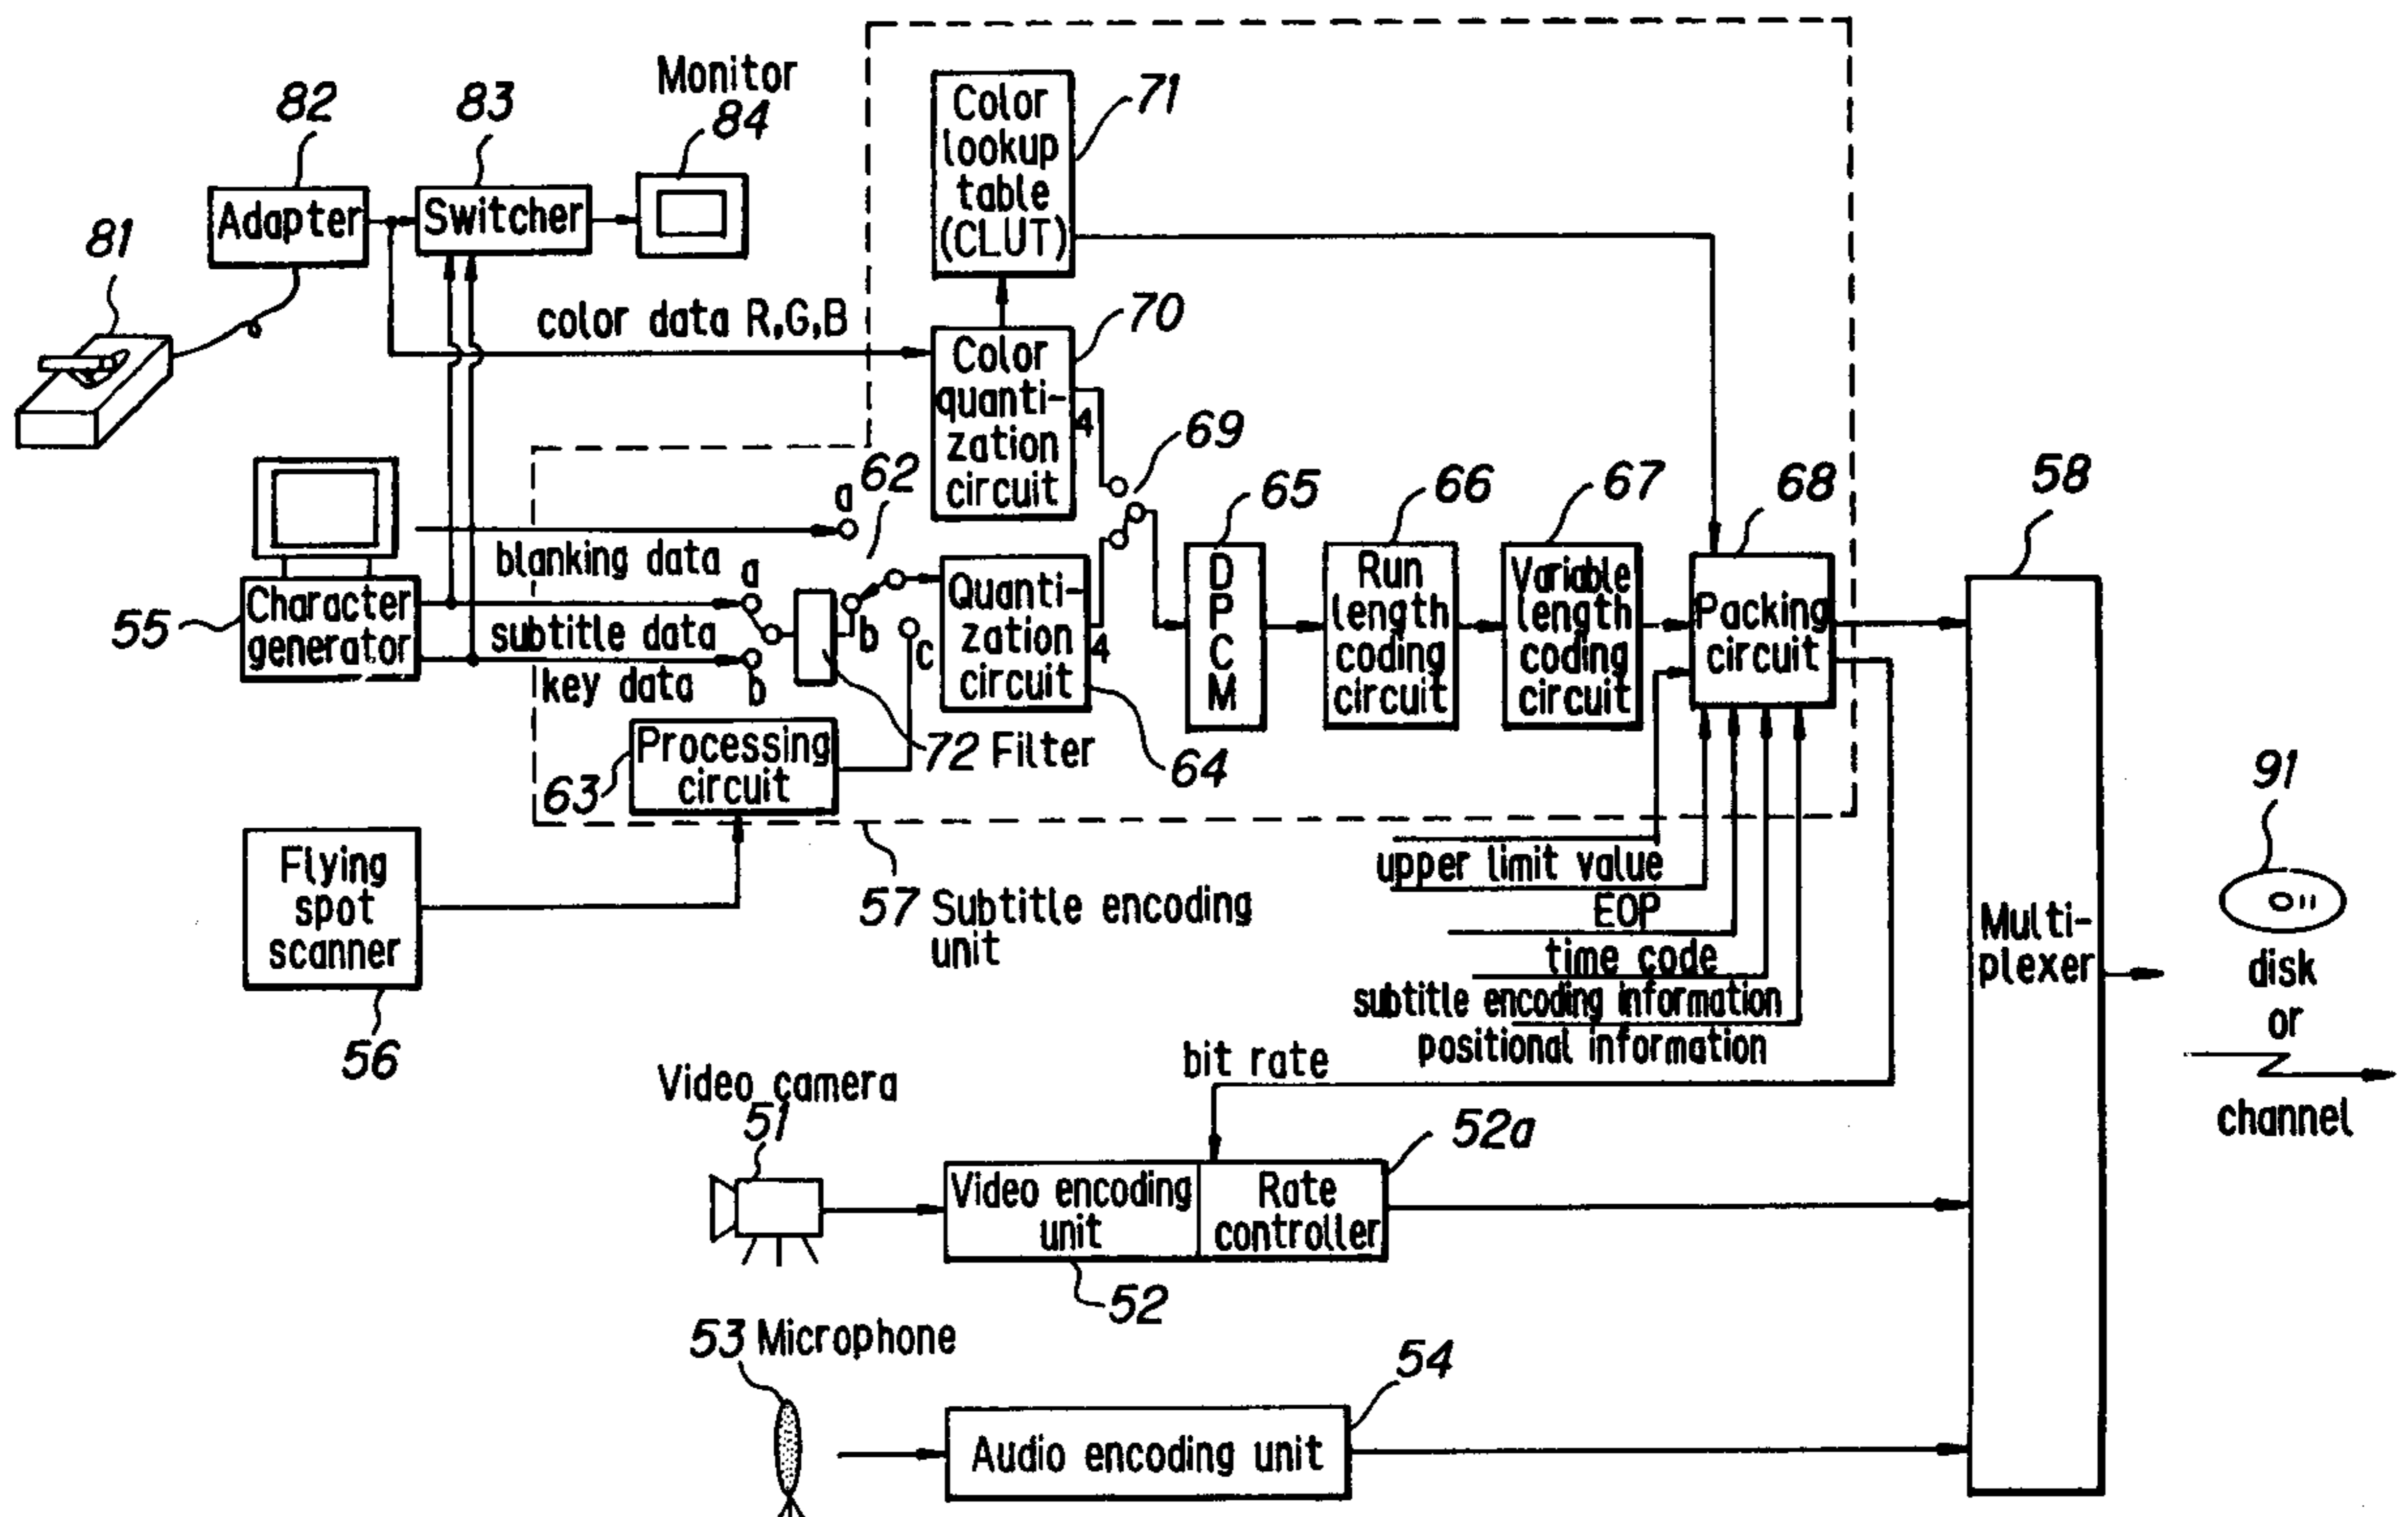 82
83
Monitor
84
81
Adapter
Switcher
Color
lookup
table
(CLUT)
71
color data R,G,B
70
Color
quanti-
zation
circuit
4
69
a
62
blanking data
a
subtitle data
b
key data
b
c
55
Character
generator
Quanti-
zation
circuit
4
64
72 Filter
63
Processing
circuit
65
D
P
C
M
66
Run
length
coding
circuit
67
Variable
length
coding
circuit
68
Packing
circuit
58
Multi-
plexer
Flying
spot
scanner
56
57 Subtitle encoding
unit
upper limit value
EOP
time code
subtitle encoding information
positional information
bit rate
91
disk
or
channel
Video camera
51
Video encoding
unit
52
Rate
controller
52a
53 Microphone
54
Audio encoding unit